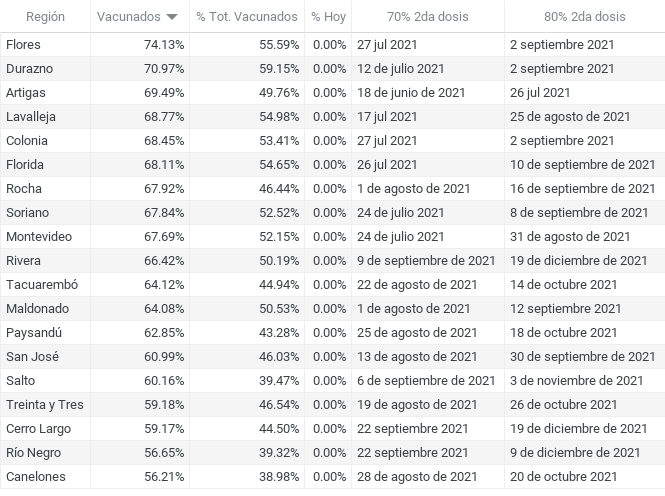 Región Vacunados % Tot. Vacunados % Hoy 70% 2da dosis 80% 2da dosis
Flores 74.13% 55.59% 0.00% 27 jul 2021 2 septiembre 2021
Durazno 70.97% 59.15% 0.00% 12 de julio 2021 2 septiembre 2021
Artigas 69.49% 49.76% 0.00% 18 de junio de 2021 26 jul 2021
Lavalleja 68.77% 54.98% 0.00% 17 jul 2021 25 de agosto de 2021
Colonia 68.45% 53.41% 0.00% 27 jul 2021 2 septiembre 2021
Florida 68.11% 54.65% 0.00% 26 jul 2021 10 de septiembre de 2021
Rocha 67.92% 46.44% 0.00% 1 de agosto de 2021 16 de septiembre de 2021
Soriano 67.84% 52.52% 0.00% 24 de julio 2021 8 de septiembre de 2021
Montevideo 67.69% 52.15% 0.00% 24 de julio 2021 31 de agosto de 2021
Rivera 66.42% 50.19% 0.00% 9 de septiembre de 2021 19 de diciembre de 2021
Tacuarembó 64.12% 44.94% 0.00% 22 de agosto de 2021 14 de octubre 2021
Maldonado 64.08% 50.53% 0.00% 1 de agosto de 2021 12 septiembre 2021
Paysandú 62.85% 43.28% 0.00% 25 de agosto de 2021 18 de octubre 2021
San José 60.99% 46.03% 0.00% 13 de agosto de 2021 30 de septiembre de 2021
Salto 60.16% 39.47% 0.00% 6 de septiembre de 2021 3 de noviembre de 2021
Treinta y Tres 59.18% 46.54% 0.00% 19 de agosto de 2021 26 de octubre 2021
Cerro Largo 59.17% 44.50% 0.00% 22 septiembre 2021 19 de diciembre de 2021
Río Negro 56.65% 39.32% 0.00% 22 septiembre 2021 9 de diciembre de 2021
Canelones 56.21% 38.98% 0.00% 28 de agosto de 2021 20 de octubre de 2021